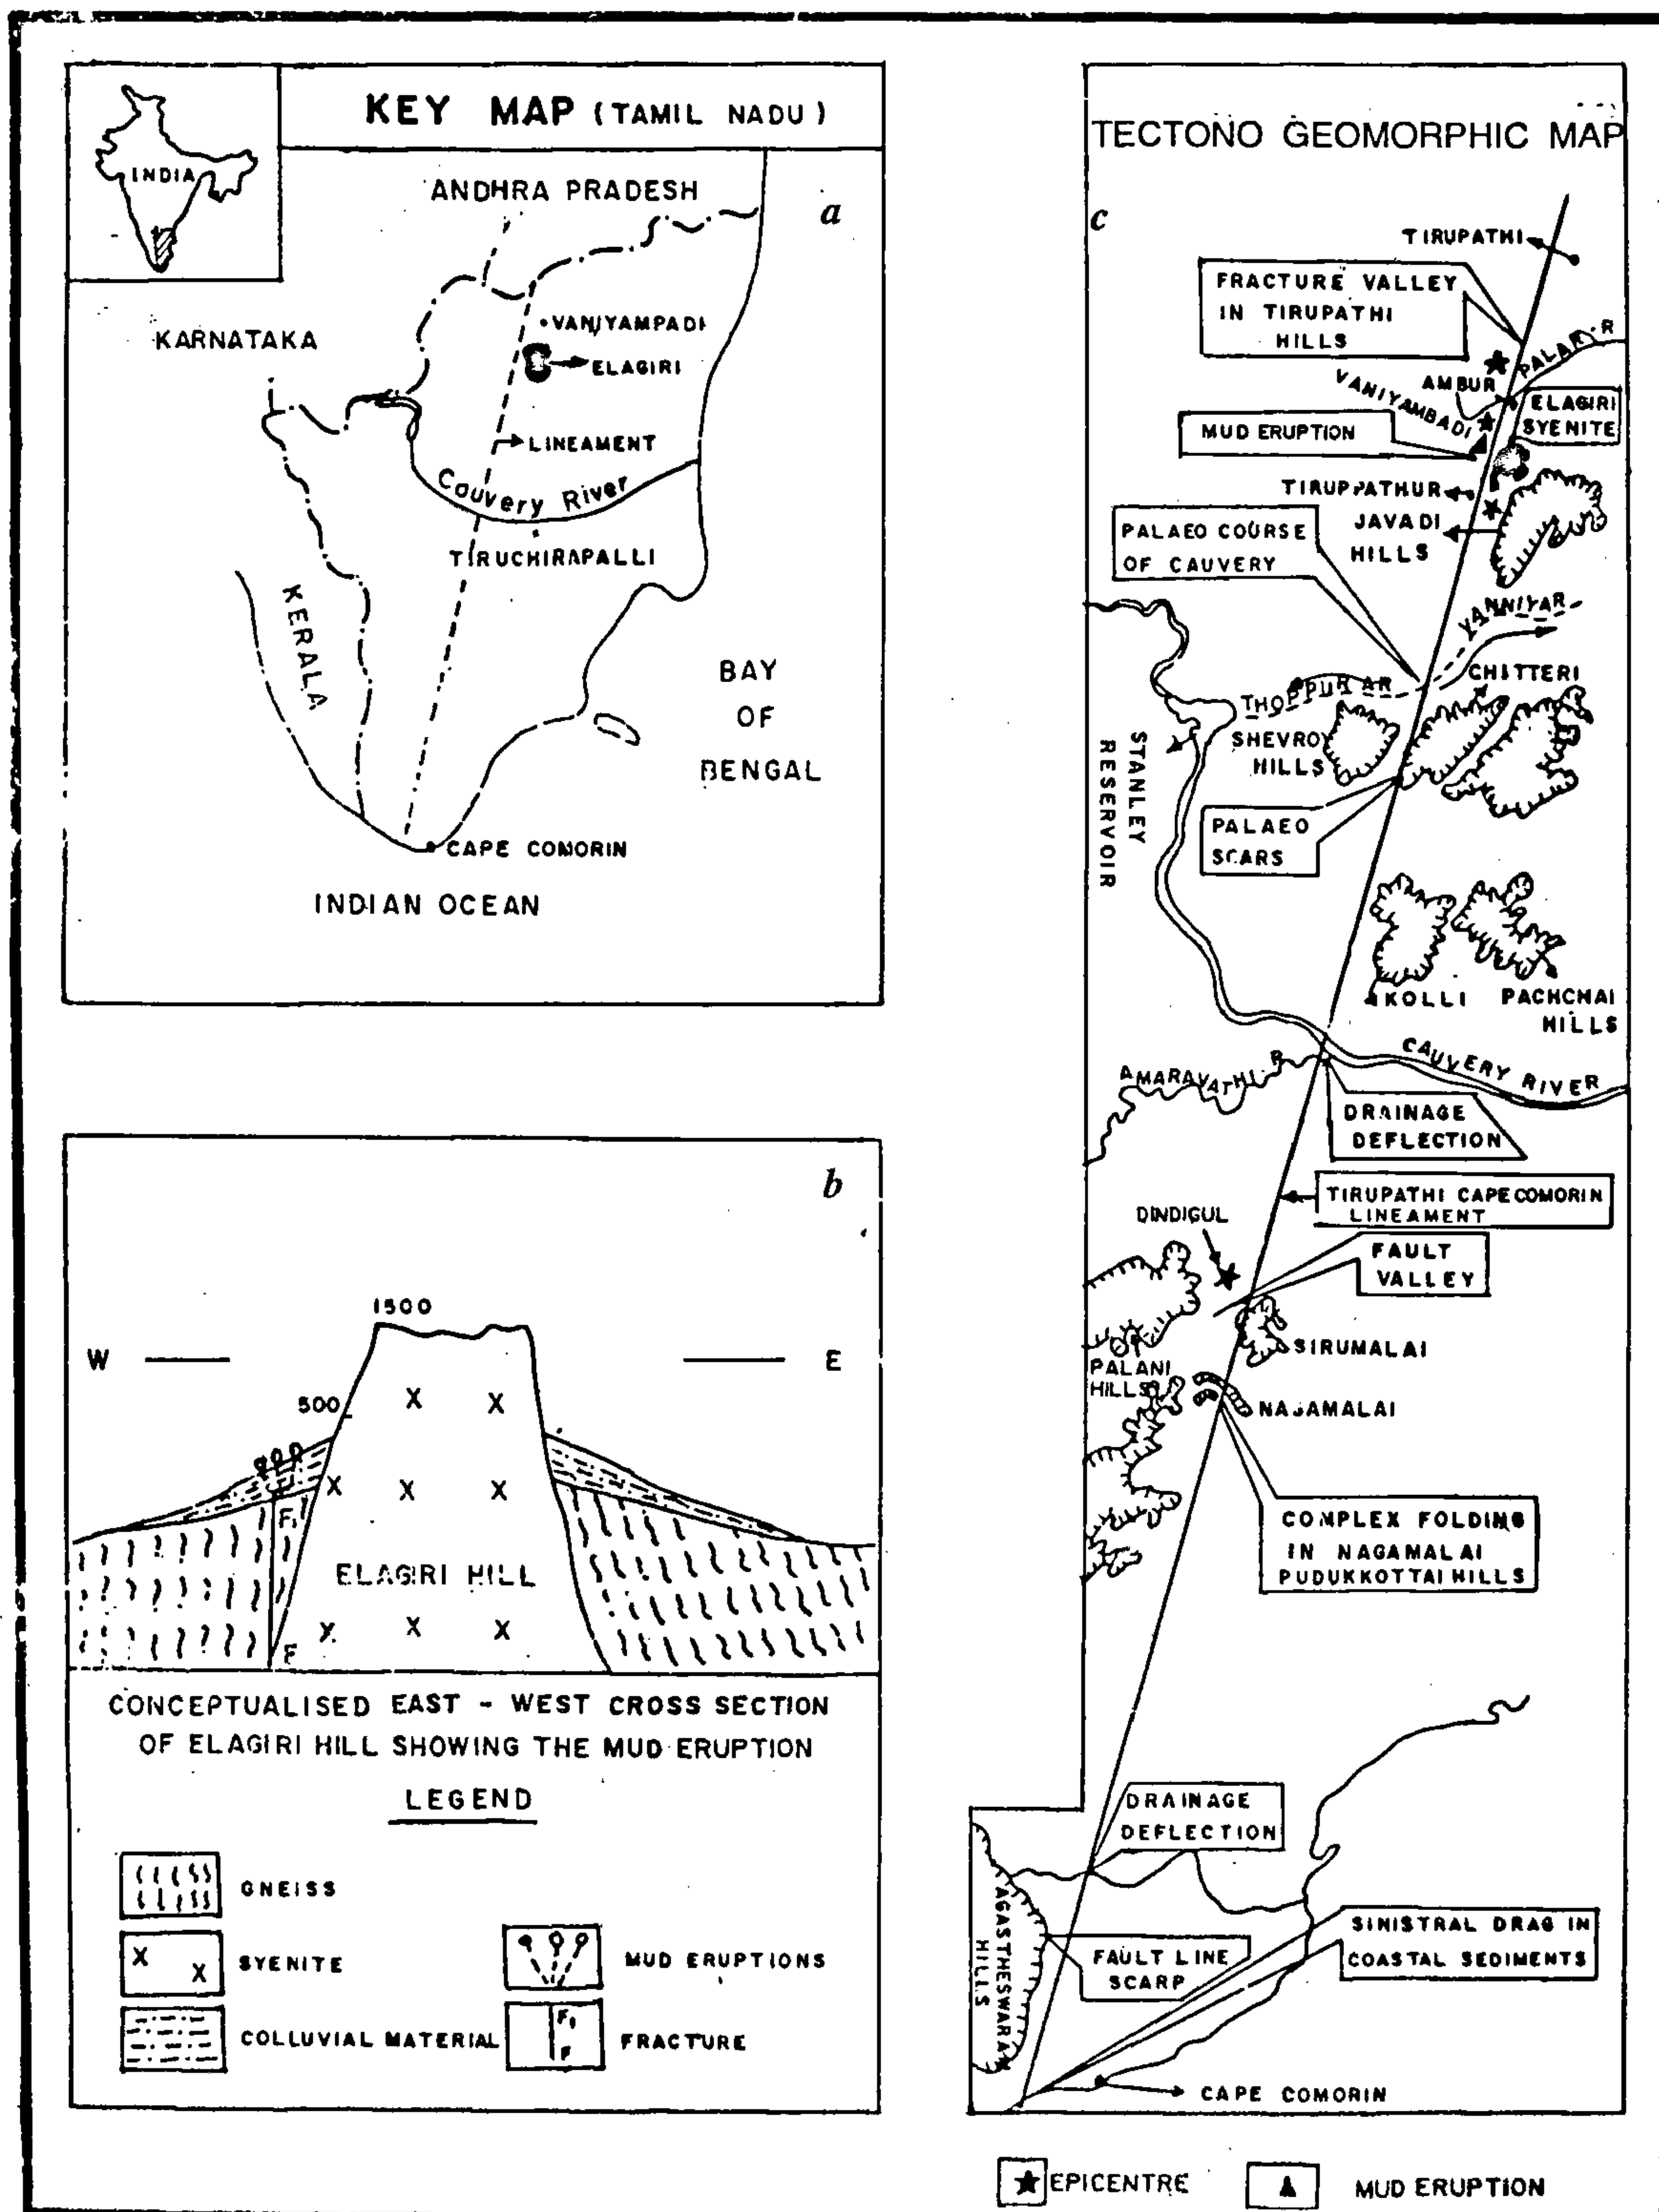 KEY MAP (TAMIL NADU)
INDIA
ANDHRA PRADESH
a
KARNATAKA
VANIYAMPADI
ELAGIRI
LINEAMENT
Cauvery River
TIRUCHIRAPALLI
KERALA
BAY
OF
BENGAL
CAPE COMORIN
INDIAN OCEAN
b
1500
W
E
500
F1
ELAGIRI HILL
F
CONCEPTUALISED EAST - WEST CROSS SECTION
OF ELAGIRI HILL SHOWING THE MUD ERUPTION
LEGEND
GNEISS
SYENITE
COLLUVIAL MATERIAL
MUD ERUPTIONS
F1
F
FRACTURE
TECTONO GEOMORPHIC MAP
c
TIRUPATHI
FRACTURE VALLEY
IN TIRUPATHI
HILLS
PALAR R
AMBUR
VANIYAMBADI
ELAGIRI
SYENITE
MUD ERUPTION
TIRUPPATHUR
JAVADI
HILLS
PALAEO COURSE
OF CAUVERY
VANNIYAR
THOPPUR AR
CHITTERI
SHEVROY
HILLS
STANLEY
RESERVOIR
PALAEO
SCARS
KOLLI
PACHCHAI
HILLS
CAUVERY RIVER
AMARAVATHI R
DRAINAGE
DEFLECTION
TIRUPATHI CAPE COMORIN
LINEAMENT
DINDIGUL
FAULT
VALLEY
SIRUMALAI
PALANI
HILLS
NAGAMALAI
COMPLEX FOLDING
IN NAGAMALAI
PUDUKKOTTAI HILLS
DRAINAGE
DEFLECTION
AGASTHESWARAM
HILLS
FAULT LINE
SCARP
SINISTRAL DRAG IN
COASTAL SEDIMENTS
CAPE COMORIN
EPICENTRE
MUD ERUPTION